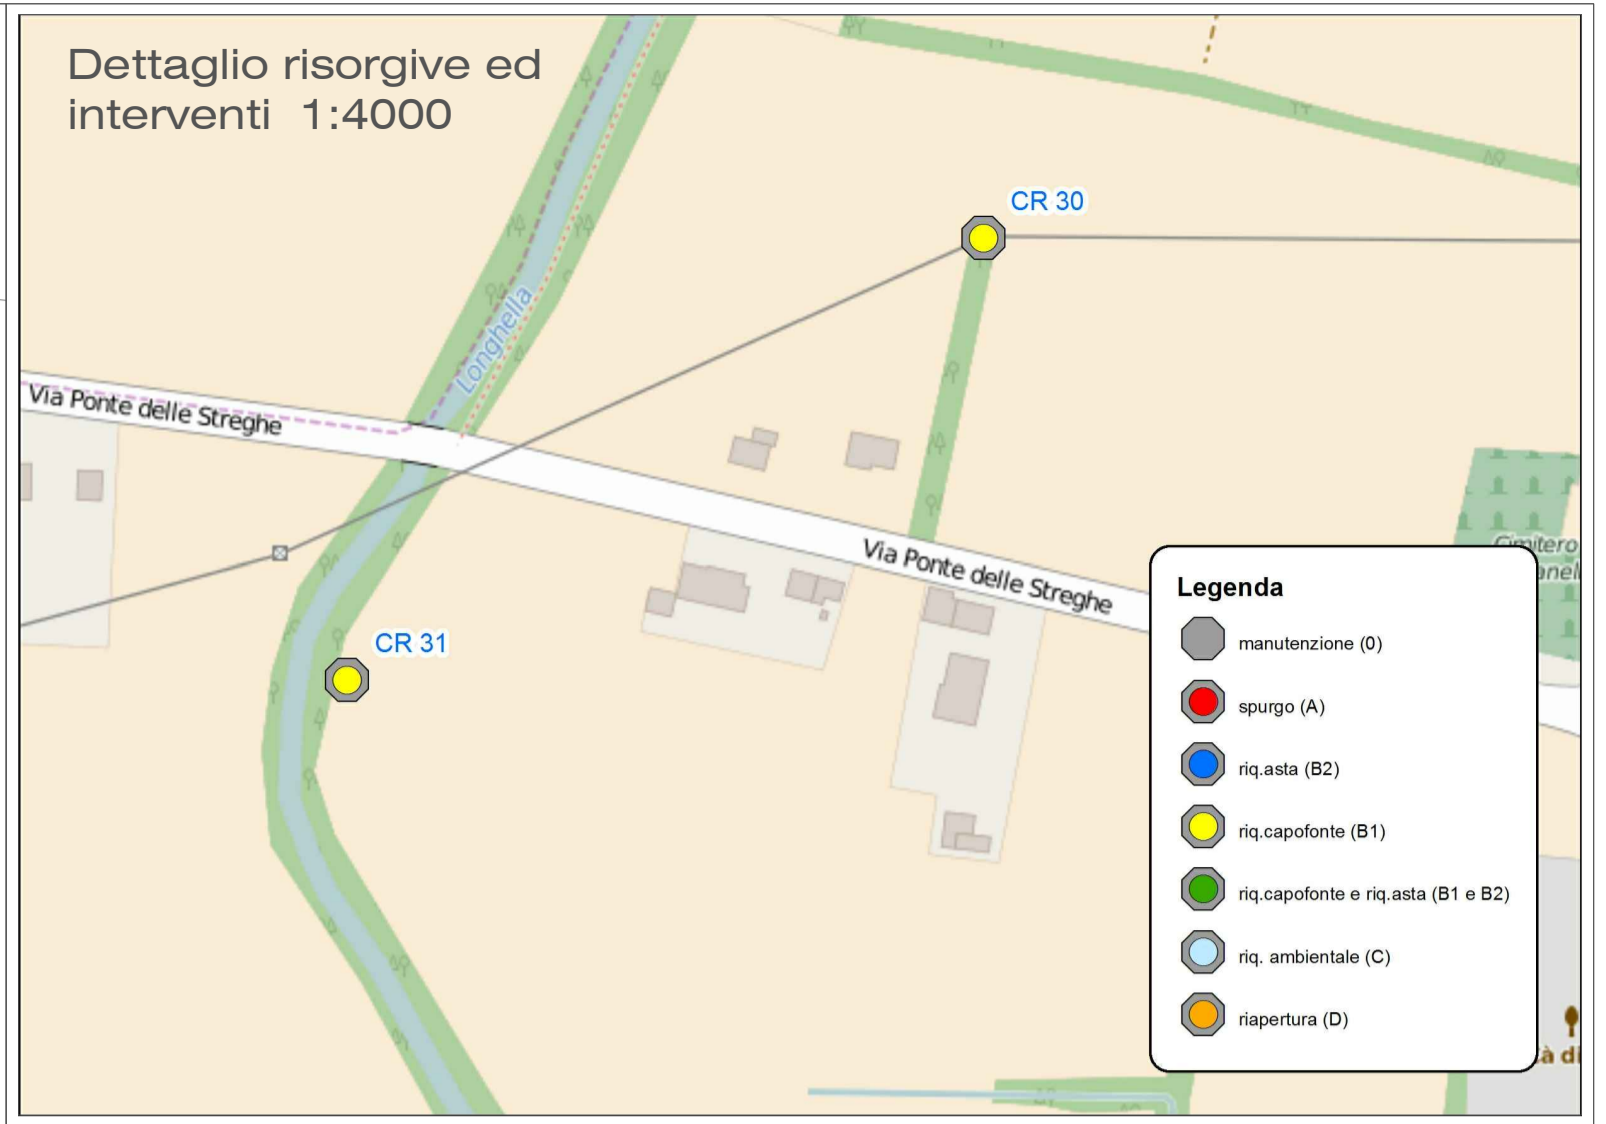 Dettaglio risorgive ed
interventi 1:4000
CR 30
Longhella
Via Ponte delle Streghe
CR 31
Via Ponte delle Streghe
Cimitero
Legenda
manutenzione (0)
spurgo (A)
riq.asta (B2)
riq.capofonte (B1)
riq.capofonte e riq.asta (B1 e B2)
riq. ambientale (C)
riapertura (D)
à di